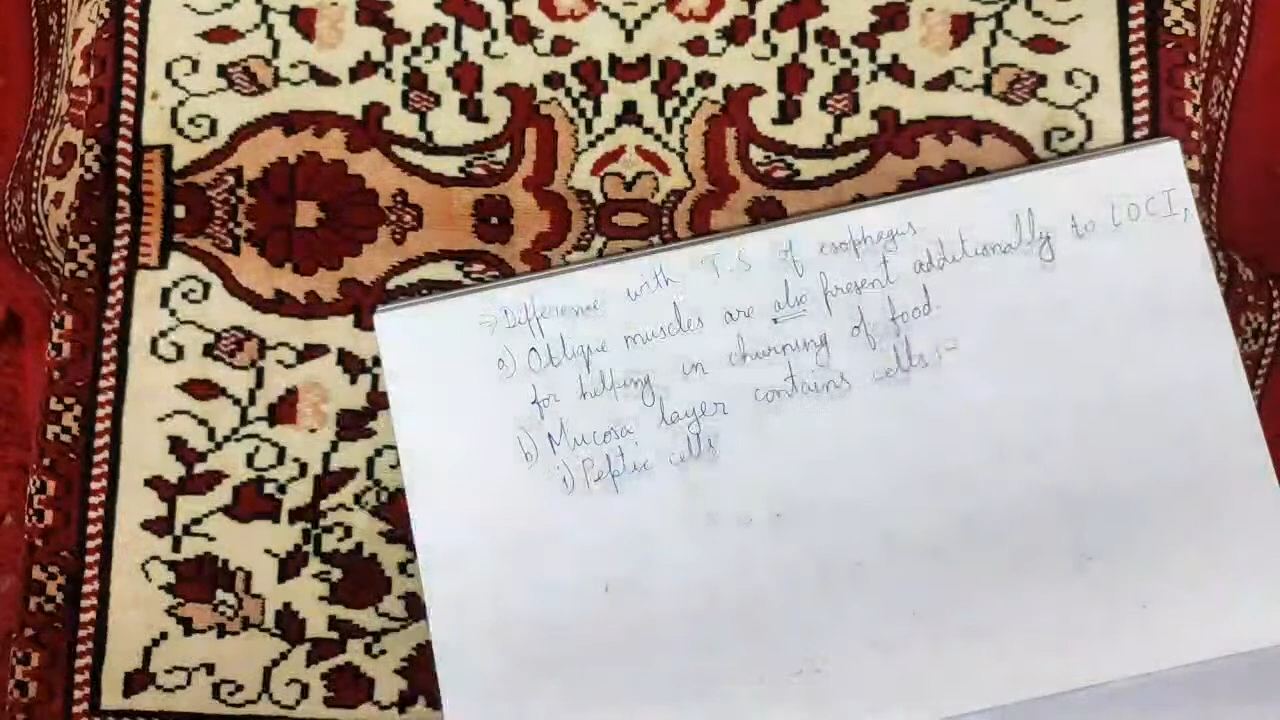 → Difference with T.S of esophagus
a) Oblique muscles are also present additionally to LOCI,
for helping in churning of food.
b) Mucosa layer contains cells :-
i) Peptic cells